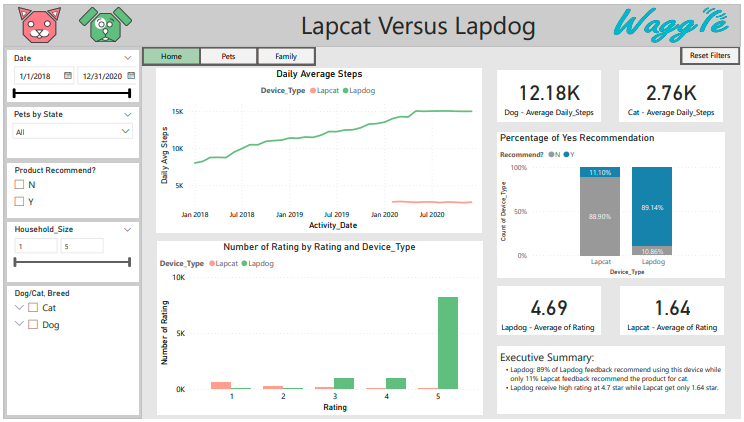 Lapcat Versus Lapdog
Waggle
Home
Pets
Family
Reset Filters
Date
1/1/2018
12/31/2020
Pets by State
All
Product Recommend?
N
Y
Household_Size
1
5
Dog/Cat, Breed
Cat
Dog
Daily Average Steps
Device_Type Lapcat Lapdog
Daily Avg Steps
15K
10K
5K
Jan 2018 Jul 2018 Jan 2019 Jul 2019 Jan 2020 Jul 2020
Activity_Date
Number of Rating by Rating and Device_Type
Device_Type Lapcat Lapdog
Number of Rating
10K
5K
0K
1 2 3 4 5
Rating
12.18K
Dog - Average Daily_Steps
2.76K
Cat - Average Daily_Steps
Percentage of Yes Recommendation
Recommend? N Y
Count of Device_Type
100%
50%
0%
11.10%
88.90%
89.14%
10.86%
Lapcat Lapdog
Device_Type
4.69
Lapdog - Average of Rating
1.64
Lapcat - Average of Rating
Executive Summary:
• Lapdog: 89% of Lapdog feedback recommend using this device while
only 11% Lapcat feedback recommend the product for cat.
• Lapdog receive high rating at 4.7 star while Lapcat get only 1.64 star.